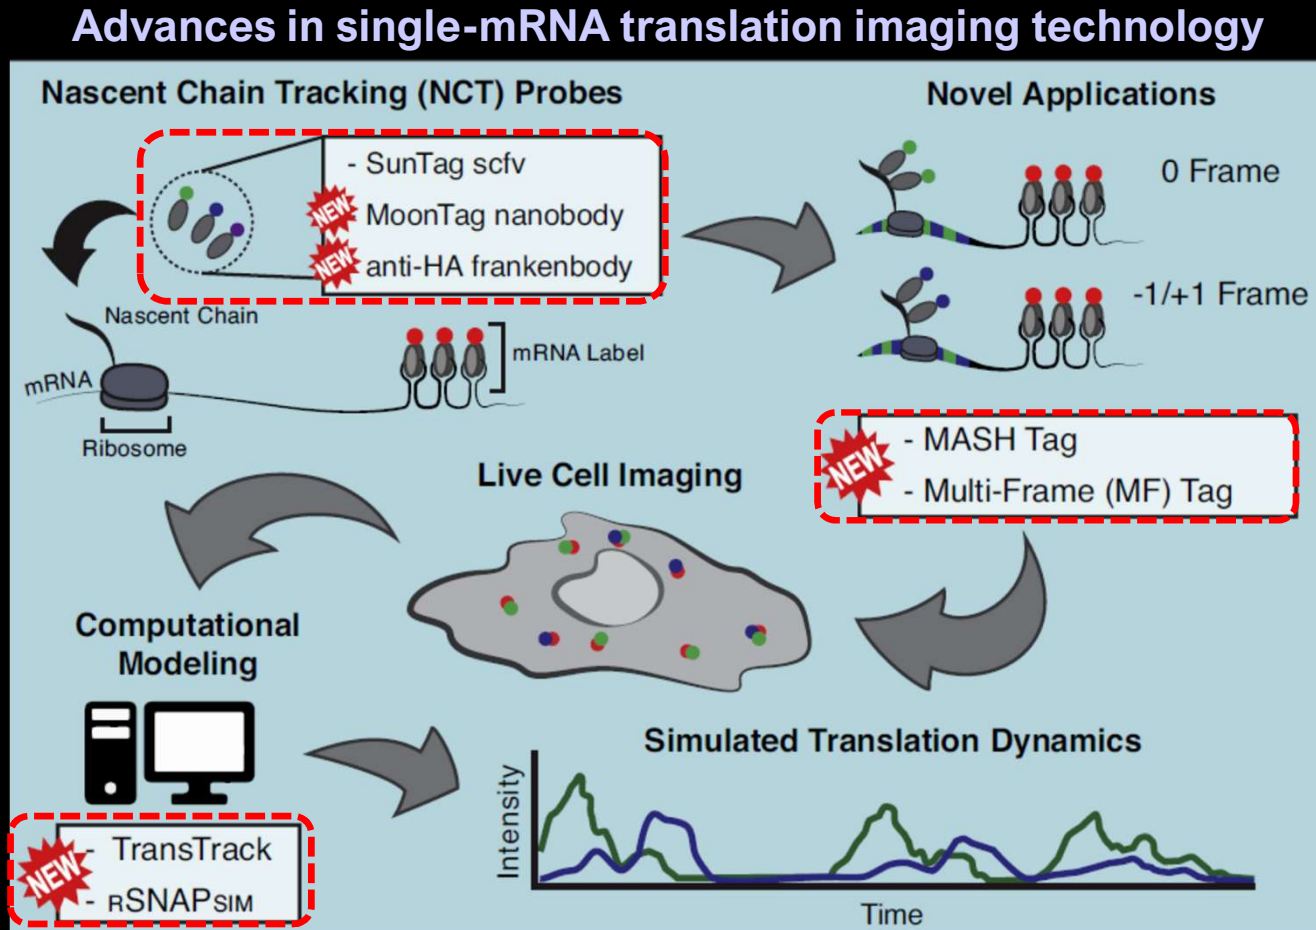 Advances in single-mRNA translation imaging technology
Nascent Chain Tracking (NCT) Probes
- SunTag scfv
NEW MoonTag nanobody
NEW anti-HA frankenbody
Nascent Chain
mRNA
Ribosome
mRNA Label
Novel Applications
0 Frame
-1/+1 Frame
NEW
- MASH Tag
- Multi-Frame (MF) Tag
Live Cell Imaging
Computational
Modeling
NEW
- TransTrack
- RSNAPSIM
Simulated Translation Dynamics
Intensity
Time